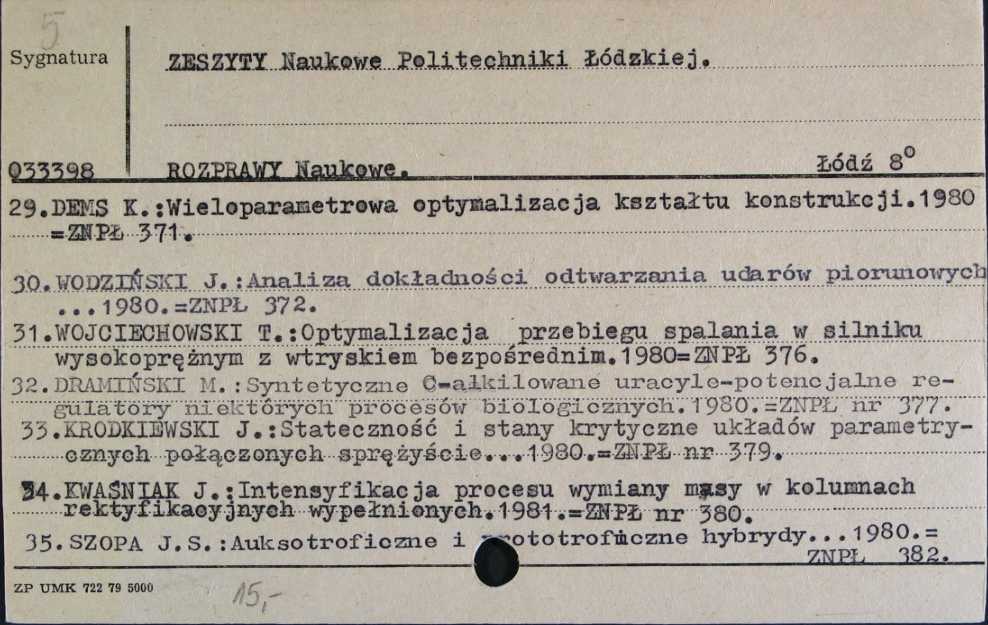 5
Sygnatura
ZESZYTY Naukowe Politechniki Łódzkiej.
033398
ROZPRAWY Naukowe.
Łódź 8°
29.DEMS K.:Wieloparametrowa optymalizacja kształtu konstrukcji.1980
=ZNPŁ 371.
30.WODZIŃSKI J.:Analiza dokładności odtwarzania udarów piorunowych
...1980.=ZNPŁ 372.
31.WOJCIECHOWSKI T.:Optymalizacja przebiegu spalania w silniku
wysokoprężnym z wtryskiem bezpośrednim.1980=ZNPŁ 376.
32.DRAMIŃSKI M.:Syntetyczne C-alkilowane uracyle-potencjalne re-
gulatory niektórych procesów biologicznych.1980.=ZNPŁ nr 377.
33.KRODKIEWSKI J.:Stateczność i stany krytyczne układów parametry-
cznych połączonych sprężyście...1980.=ZNPŁ nr 379.
34.KWAŚNIAK J.:Intensyfikacja procesu wymiany masy w kolumnach
rektyfikacyjnych wypełnionych.1981.=ZNPŁ nr 380.
35.SZOPA J.S.:Auksotroficzne i prototroficzne hybrydy...1980.=
ZNPŁ 382.
ZP UMK 722 79 5000
15,-